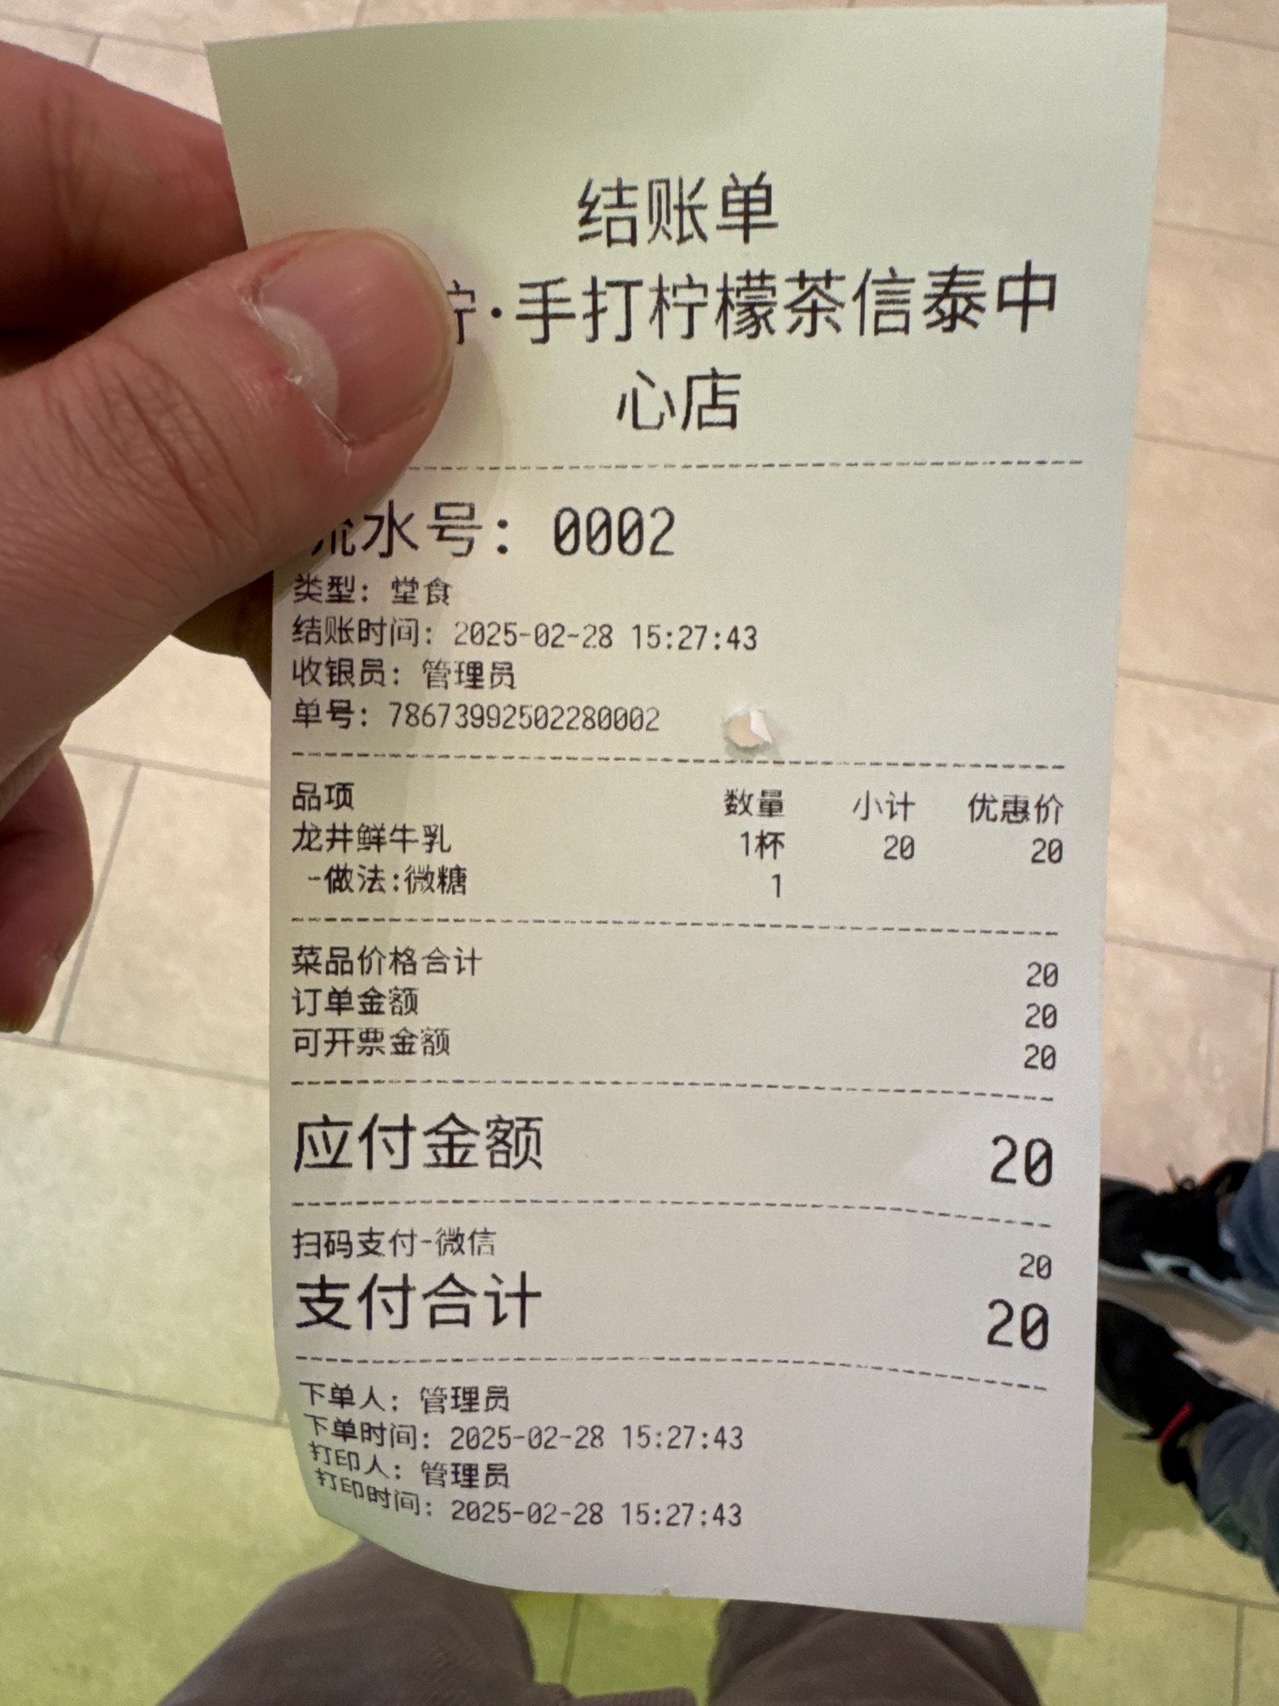 结账单
柠·手打柠檬茶信泰中
心店
流水号: 0002
类型: 堂食
结账时间: 2025-02-28 15:27:43
收银员: 管理员
单号: 78673992502280002
品项 数量 小计 优惠价
龙井鲜牛乳 1杯 20 20
-做法:微糖 1
菜品价格合计 20
订单金额 20
可开票金额 20
应付金额 20
扫码支付-微信 20
支付合计 20
下单人: 管理员
下单时间: 2025-02-28 15:27:43
打印人: 管理员
打印时间: 2025-02-28 15:27:43